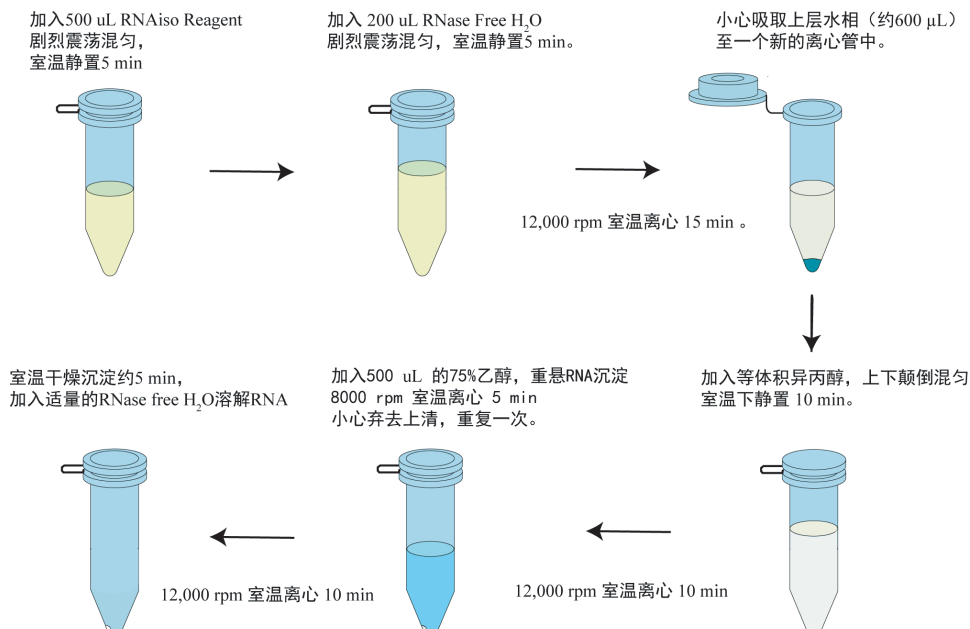 加入500 uL RNAiso Reagent
剧烈震荡混匀，
室温静置5 min
加入 200 uL RNase Free H₂O
剧烈震荡混匀，室温静置5 min。
小心吸取上层水相（约600 μL）
至一个新的离心管中。
12,000 rpm 室温离心 15 min 。
加入等体积异丙醇，上下颠倒混匀
室温下静置 10 min。
12,000 rpm 室温离心 10 min
加入500 uL 的75%乙醇，重悬RNA沉淀
8000 rpm 室温离心 5 min
小心弃去上清，重复一次。
12,000 rpm 室温离心 10 min
室温干燥沉淀约5 min，
加入适量的RNase free H₂O溶解RNA